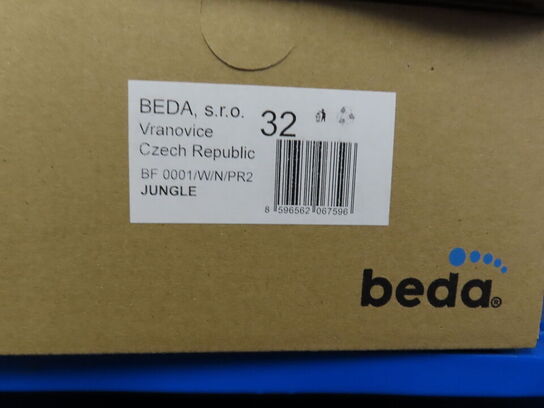 BEDA, s.r.o.
32
Vranovice
Czech Republic
BF 0001/W/N/PR2
JUNGLE
8 596562 067596
beda®